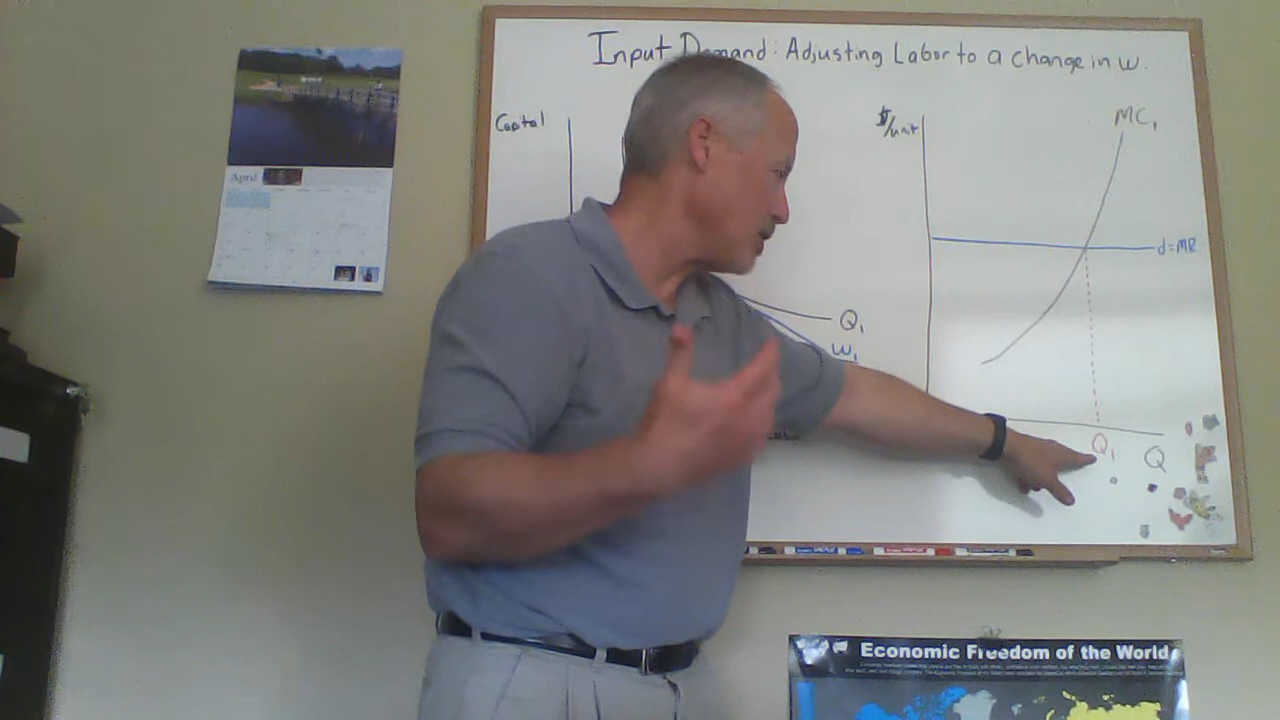 Input Demand: Adjusting Labor to a change in w.
Capital
$/unit
MC1
d=MR
Q1
W1
Q1
Q
April
Economic Freedom of the World